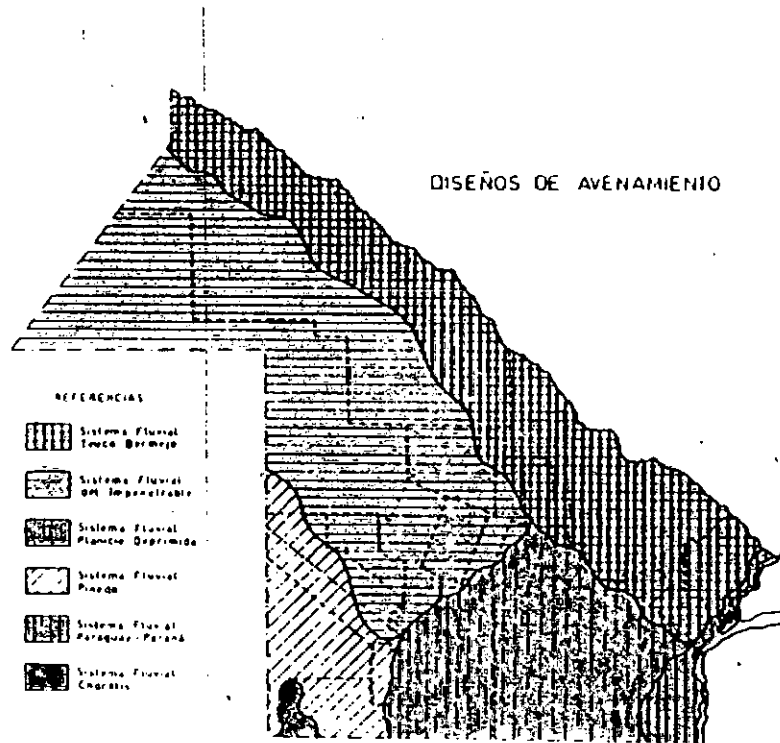 DISEÑOS DE AVENAMIENTO
REFERENCIAS
Sistema Fluvial
Teuco Bermejo
Sistema Fluvial
del Impenetrable
Sistema Fluvial
Planicie Deprimida
Sistema Fluvial
Pinedo
Sistema Fluvial
Paraguay-Paraná
Sistema Fluvial